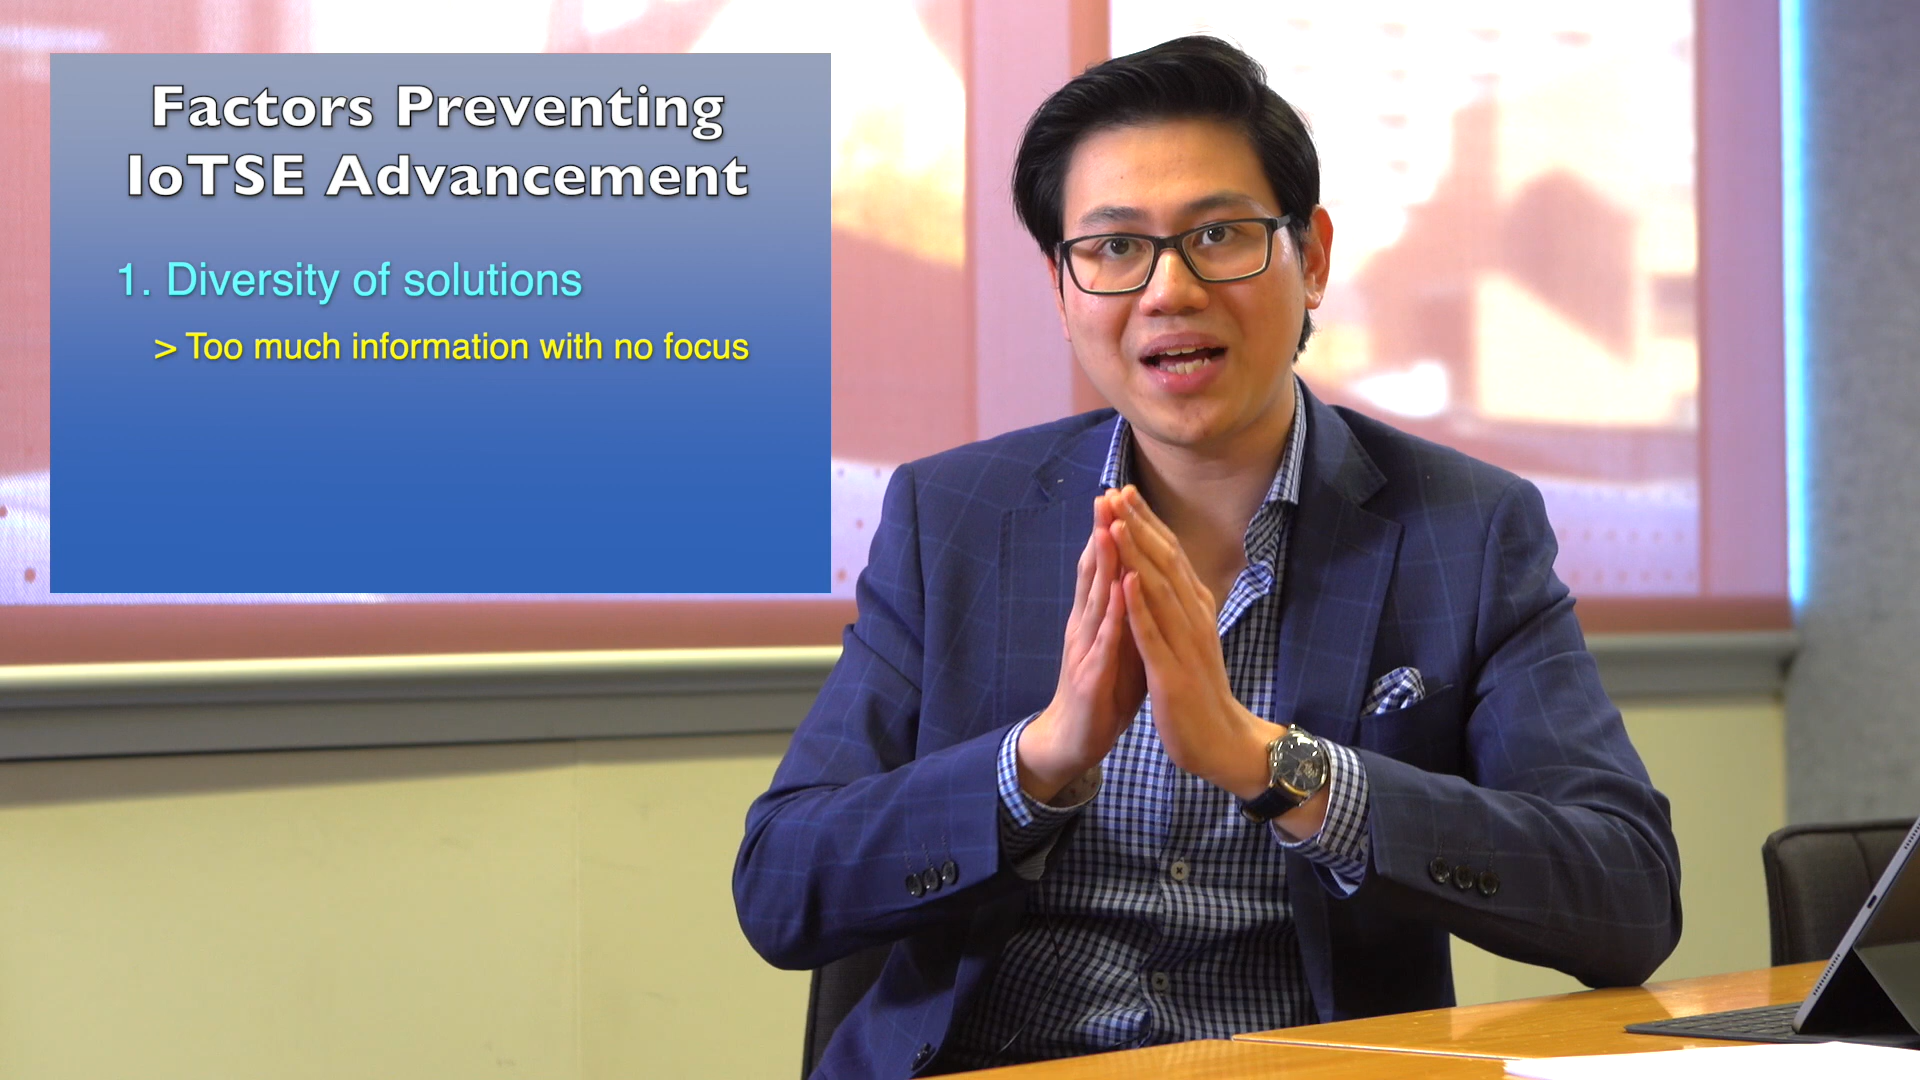 Factors Preventing
IoTSE Advancement
1. Diversity of solutions
> Too much information with no focus